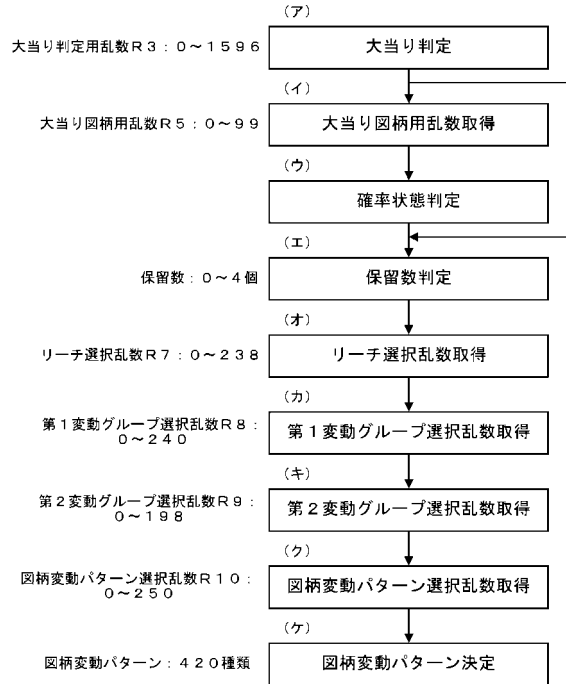 (ア)
大当り判定用乱数R3:0~1596
大当り判定
(イ)
大当り図柄用乱数R5:0~99
大当り図柄用乱数取得
(ウ)
確率状態判定
(エ)
保留数:0~4個
保留数判定
(オ)
リーチ選択乱数R7:0~238
リーチ選択乱数取得
(カ)
第1変動グループ選択乱数R8:
0~240
第1変動グループ選択乱数取得
(キ)
第2変動グループ選択乱数R9:
0~198
第2変動グループ選択乱数取得
(ク)
図柄変動パターン選択乱数R10:
0~250
図柄変動パターン選択乱数取得
(ケ)
図柄変動パターン:420種類
図柄変動パターン決定